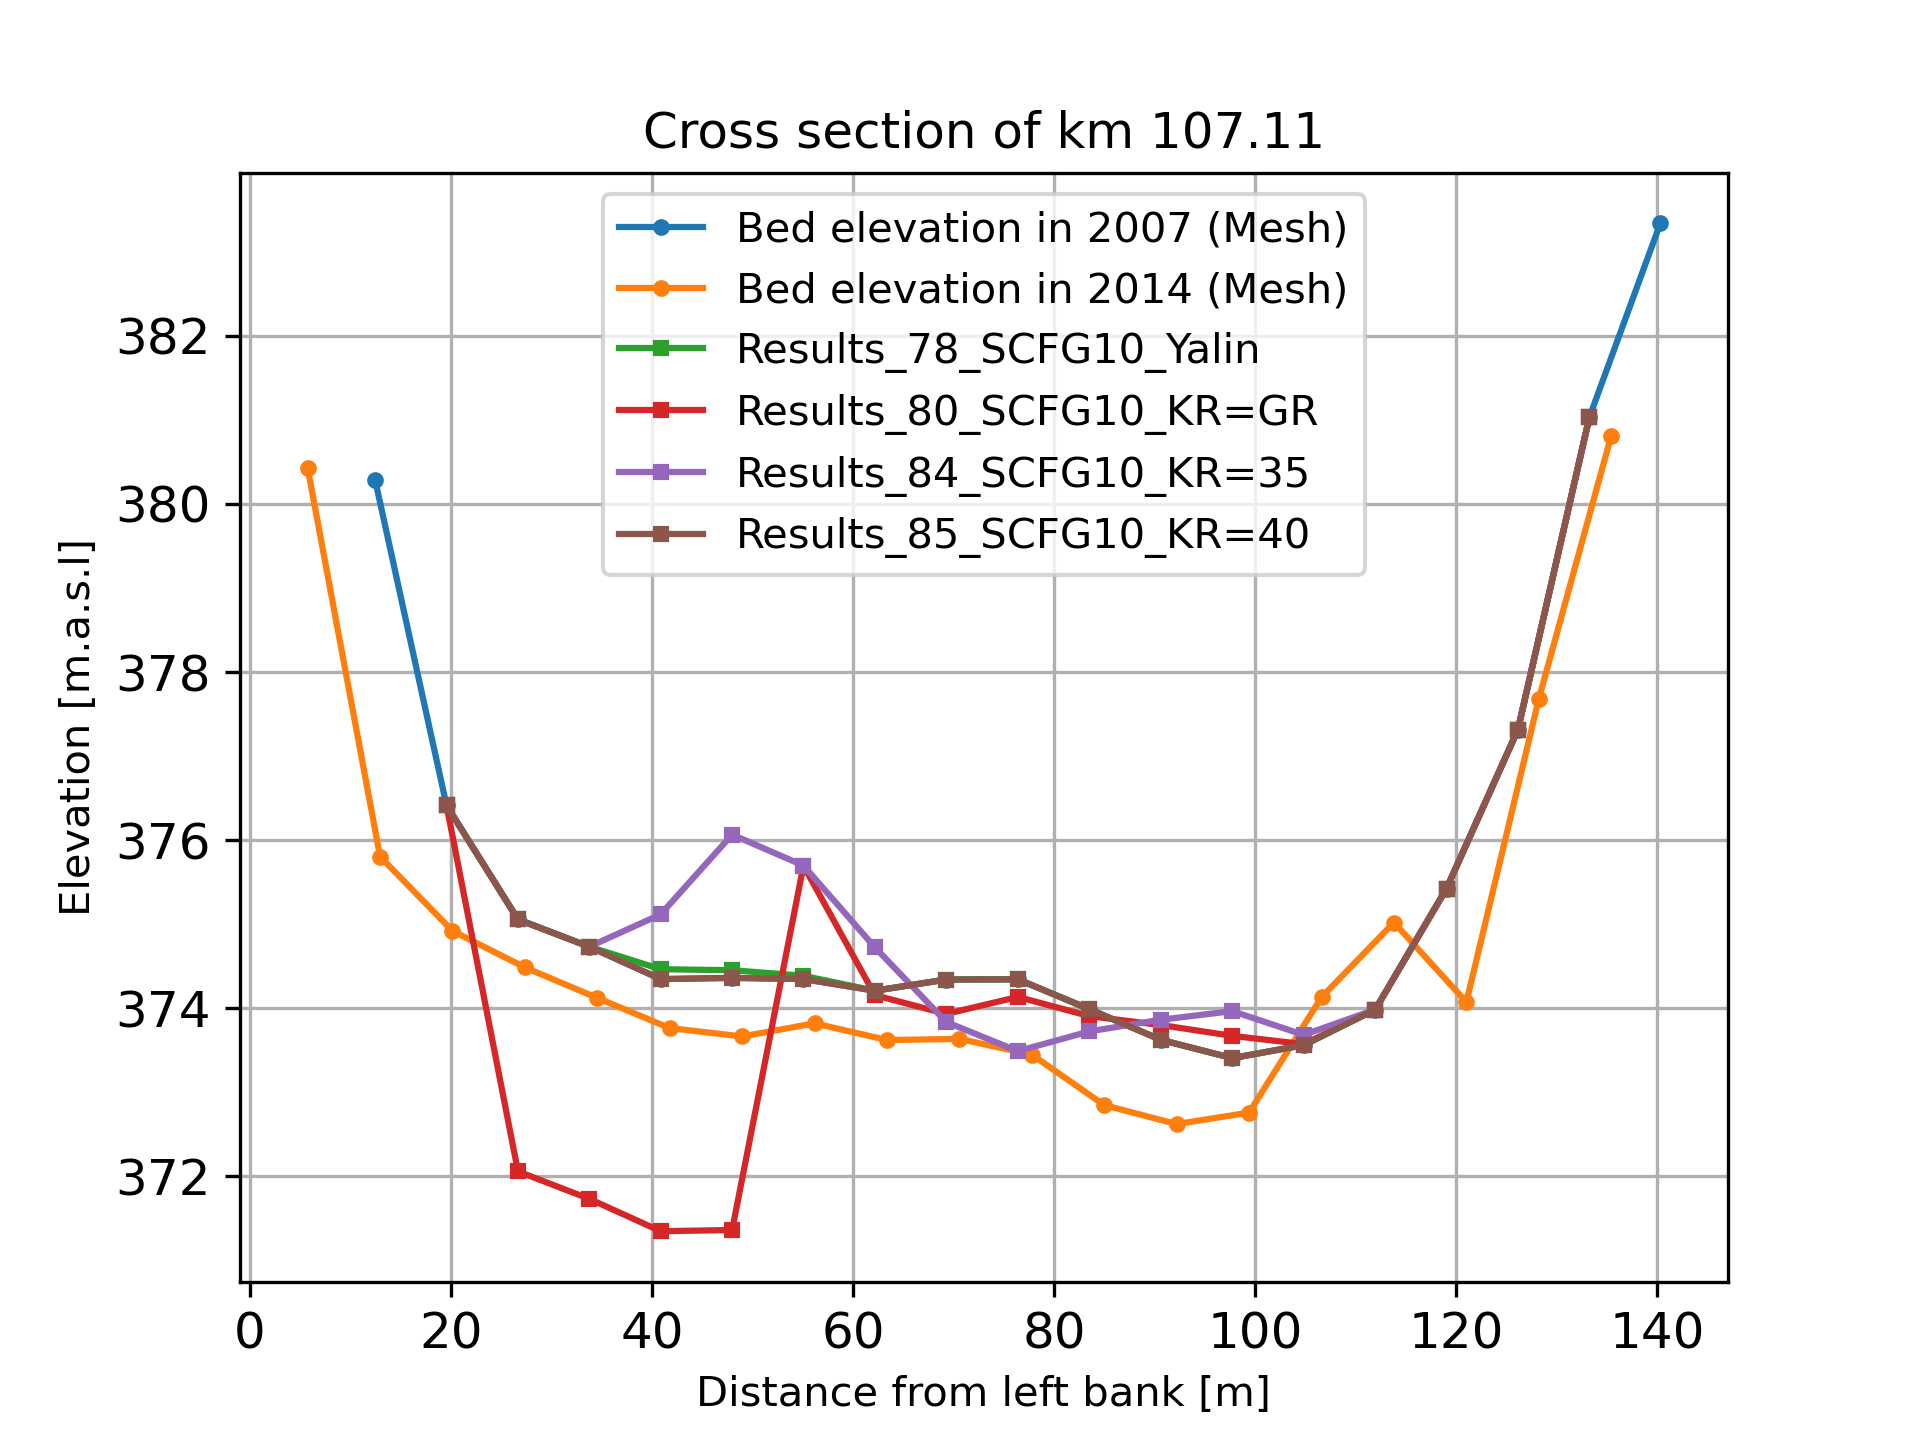 Cross section of km 107.11
Bed elevation in 2007 (Mesh)
Bed elevation in 2014 (Mesh)
Results_78_SCFG10_Yalin
Results_80_SCFG10_KR=GR
Results_84_SCFG10_KR=35
Results_85_SCFG10_KR=40
Elevation [m.a.s.l]
382
380
378
376
374
372
0 20 40 60 80 100 120 140
Distance from left bank [m]